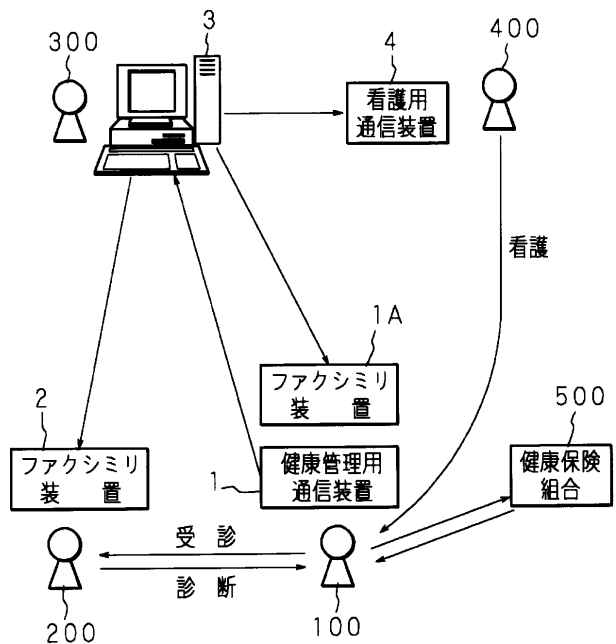 3
300
4
400
看護用
通信装置
看護
1A
ファクシミリ
装　置
2
500
ファクシミリ
装　置
1
健康管理用
通信装置
健康保険
組合
受診
診断
200
100